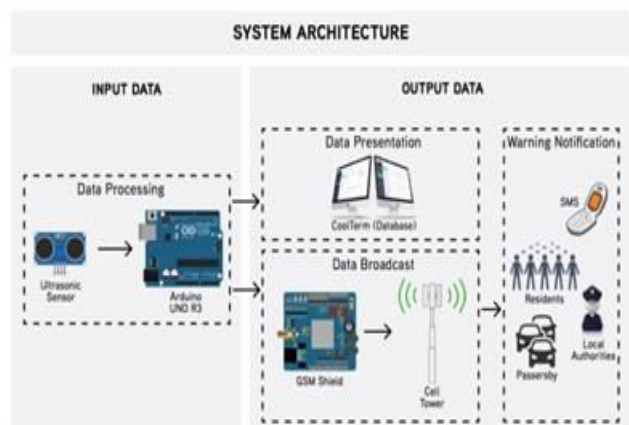 SYSTEM ARCHITECTURE
INPUT DATA
Data Processing
Ultrasonic
Sensor
Arduino
UNO R3
OUTPUT DATA
Data Presentation
CoolTerm (Database)
Data Broadcast
GSM Shield
Cell
Tower
Warning Notification
SMS
Residents
Local
Authorities
Passersby